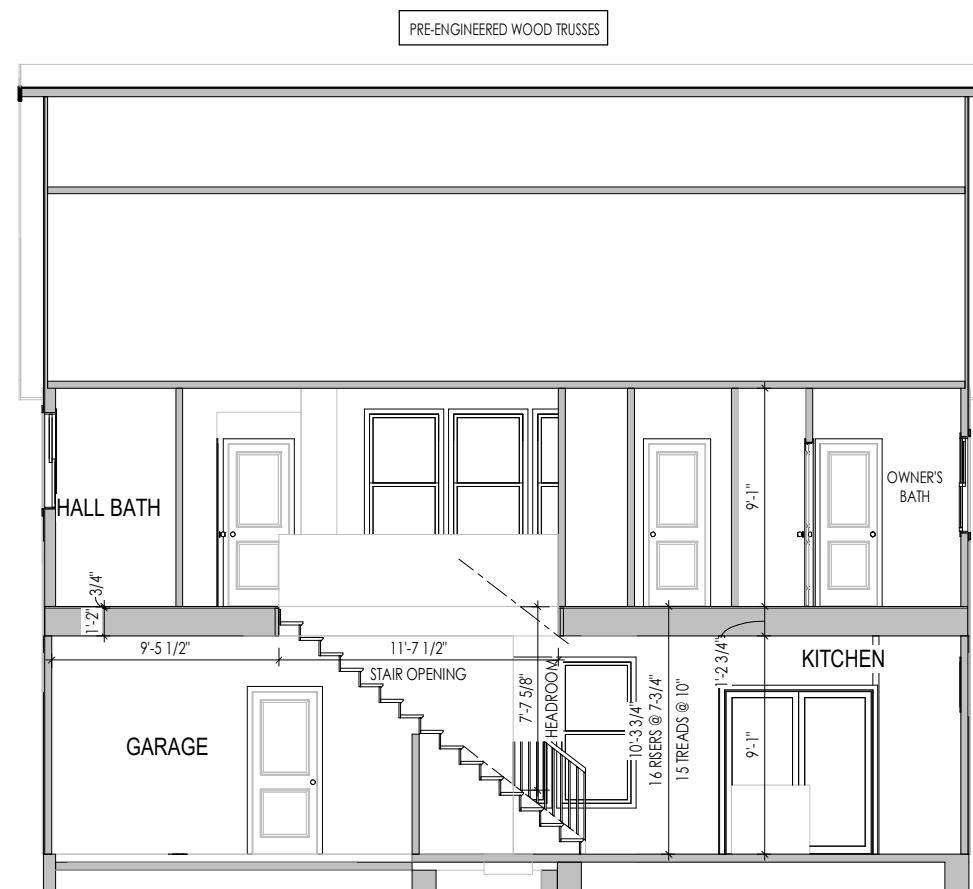 PRE-ENGINEERED WOOD TRUSSES
HALL BATH
OWNER'S
BATH
9'-1"
3/4"
1'-2"
9'-5 1/2"
11'-7 1/2"
STAIR OPENING
7'-7 5/8"
HEADROOM
10'-3 3/4"
16 RISERS @ 7-3/4"
15 TREADS @ 10"
1'-2 3/4"
9'-1"
KITCHEN
GARAGE